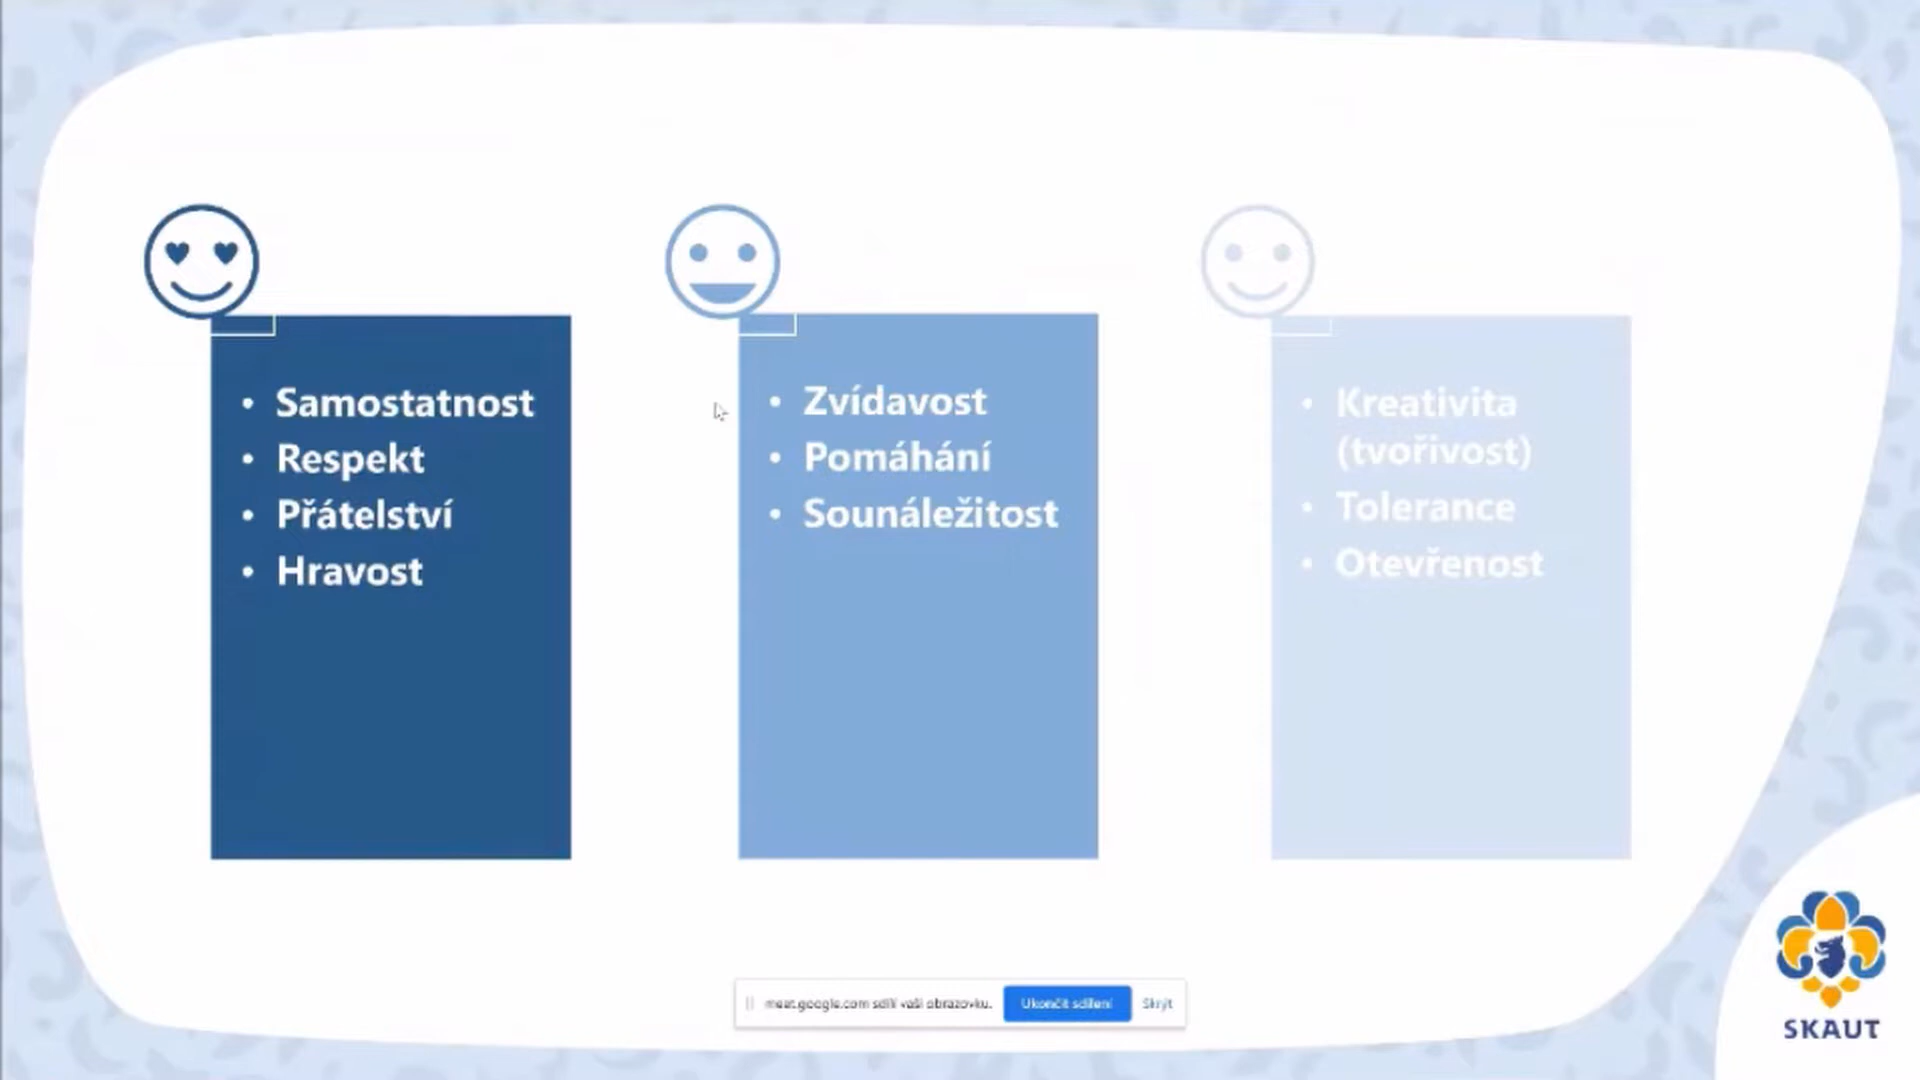 • Samostatnost
• Respekt
• Přátelství
• Hravost
• Zvídavost
• Pomáhání
• Sounáležitost
• Kreativita
(tvořivost)
• Tolerance
• Otevřenost
meet.google.com sdílí vaši obrazovku.
Ukončit sdílení
Skrýt
SKAUT